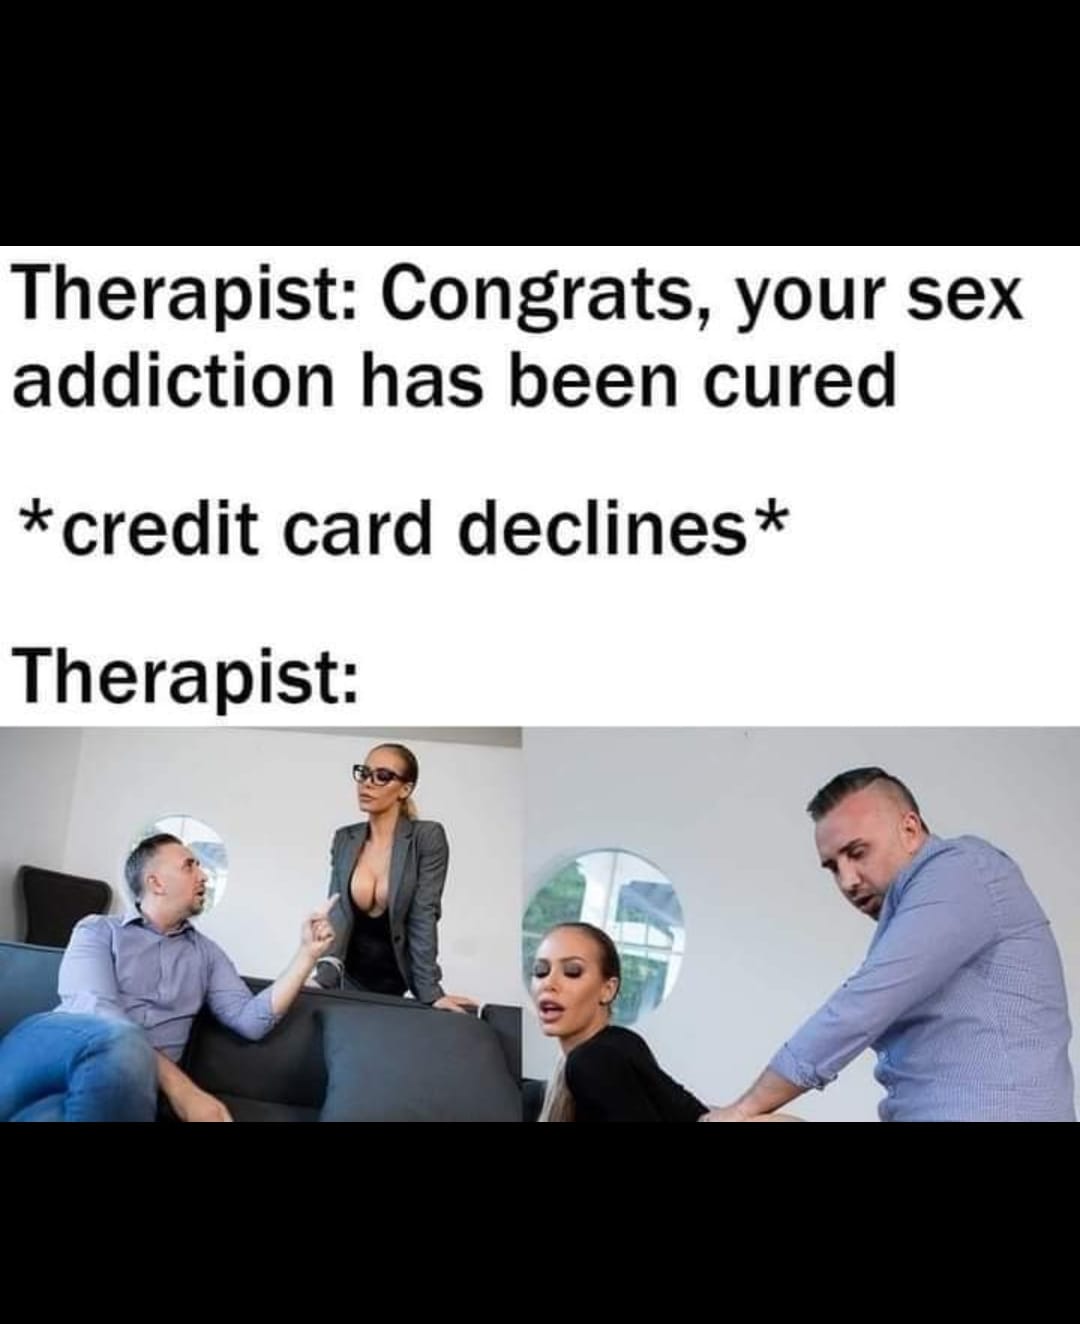 Therapist: Congrats, your sex
addiction has been cured
*credit card declines*
Therapist: